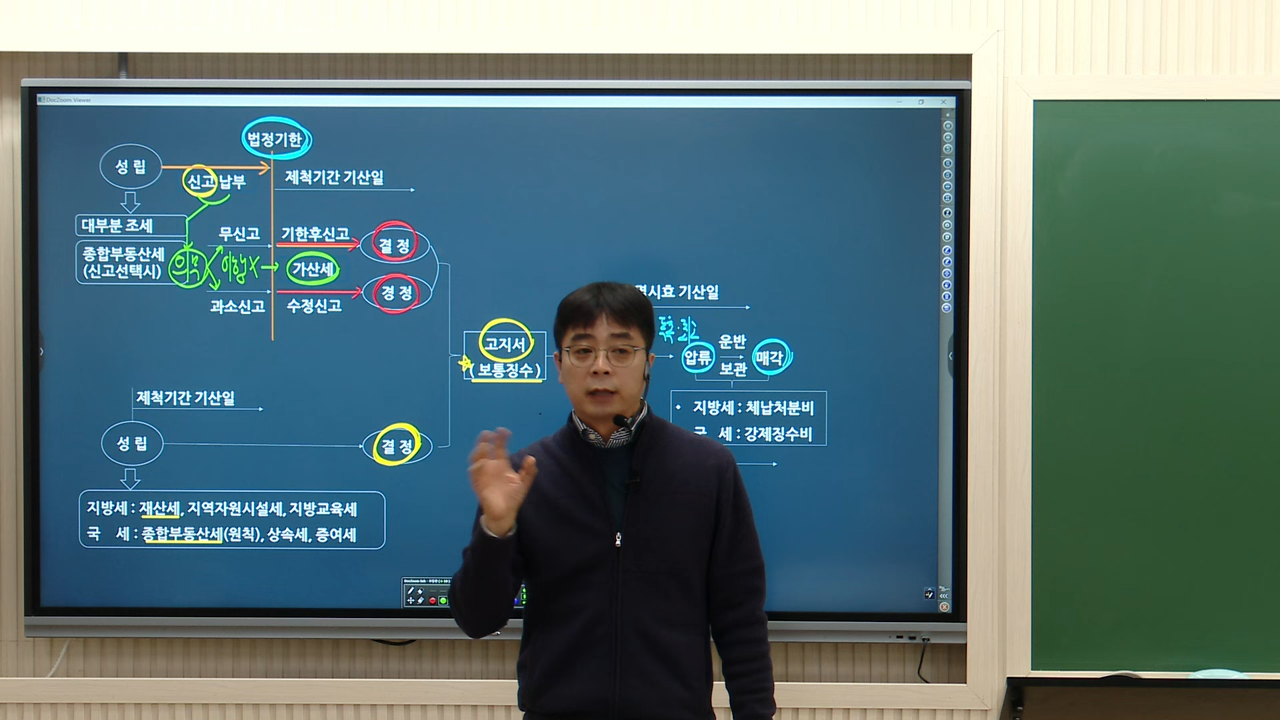 DocZoom Viewer
법정기한
성 립
신고납부
제척기간 기산일
대부분 조세
종합부동산세
(신고선택시)
의무
무신고
기한후신고
결 정
이행X → 가산세
과소신고
수정신고
경 정
멸시효 기산일
고지서
(보통징수)
압류
운반
보관
매각
제척기간 기산일
지방세 : 체납처분비
국 세 : 강제징수비
성 립
결 정
지방세 : 재산세, 지역자원시설세, 지방교육세
국 세 : 종합부동산세(원칙), 상속세, 증여세